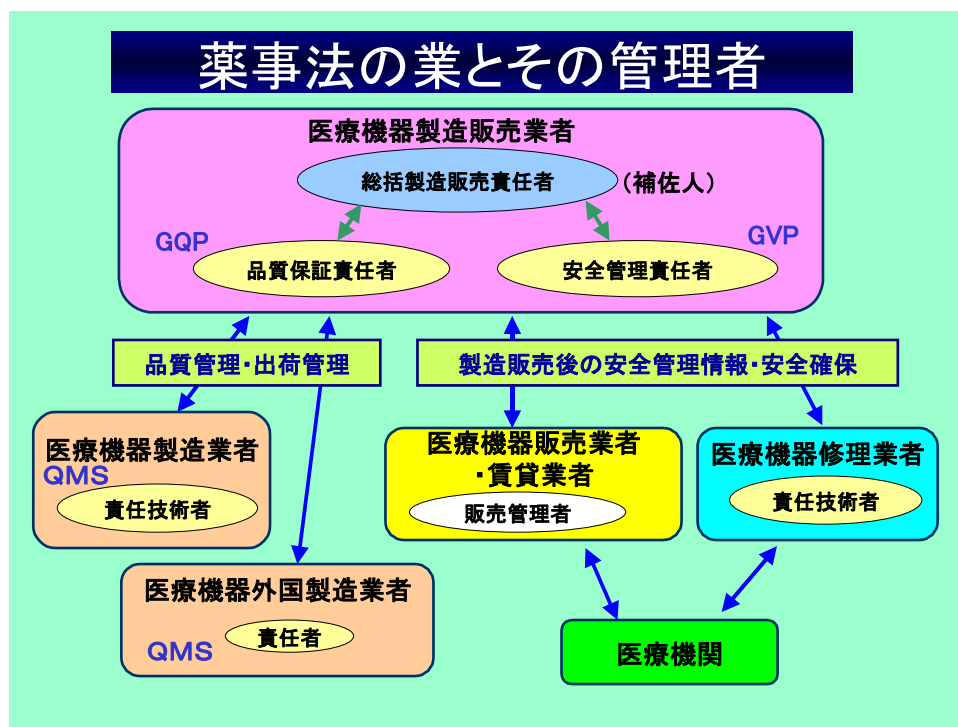 薬事法の業とその管理者
医療機器製造販売業者
総括製造販売責任者
(補佐人)
GQP
GVP
品質保証責任者
安全管理責任者
品質管理・出荷管理
製造販売後の安全管理情報・安全確保
医療機器製造業者
QMS
責任技術者
医療機器販売業者
・賃貸業者
販売管理者
医療機器修理業者
責任技術者
医療機器外国製造業者
責任者
QMS
医療機関